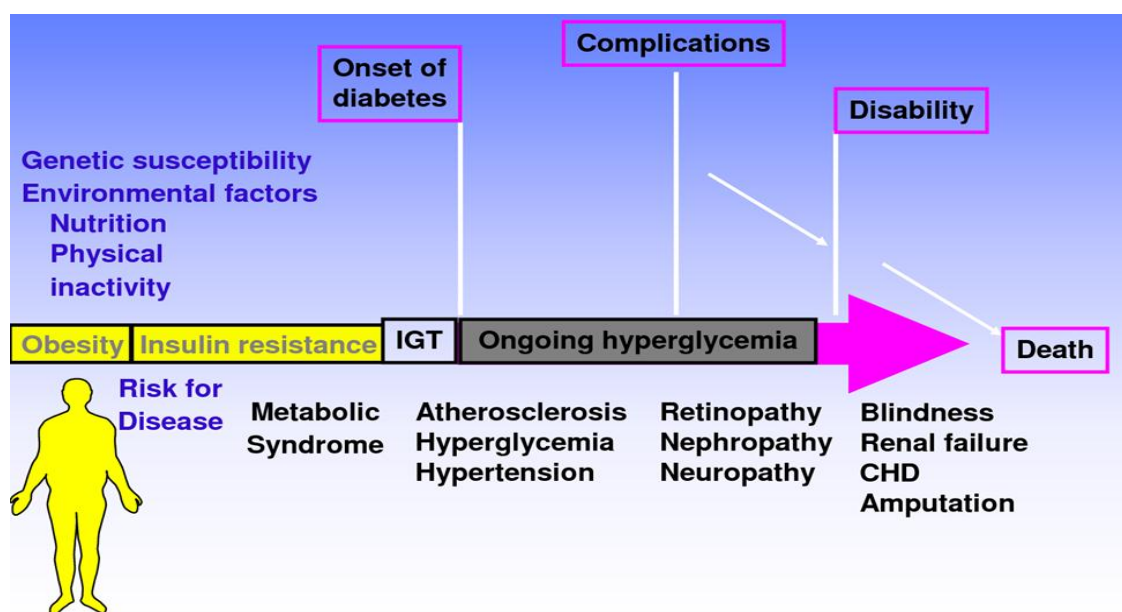 Complications
Onset of
diabetes
Disability
Genetic susceptibility
Environmental factors
Nutrition
Physical
inactivity
Obesity
Insulin resistance
IGT
Ongoing hyperglycemia
Death
Risk for
Disease
Metabolic
Syndrome
Atherosclerosis
Hyperglycemia
Hypertension
Retinopathy
Nephropathy
Neuropathy
Blindness
Renal failure
CHD
Amputation